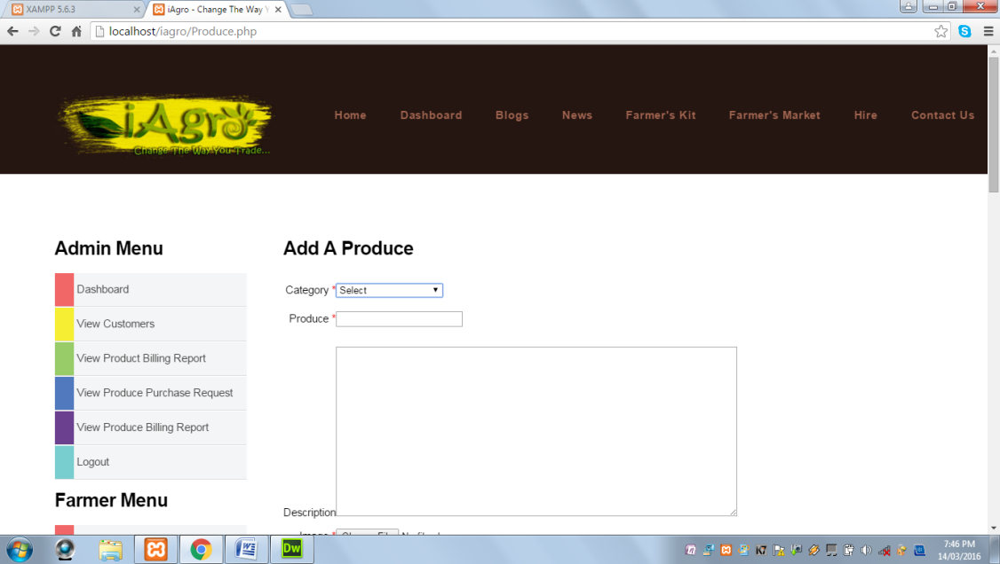 XAMPP 5.6.3
iAgro - Change The Way Y
localhost/iagro/Produce.php
iAgro
Change The Way You Trade...
Home Dashboard Blogs News Farmer's Kit Farmer's Market Hire Contact Us
Admin Menu
Dashboard
View Customers
View Product Billing Report
View Produce Purchase Request
View Produce Billing Report
Logout
Farmer Menu
Add A Produce
Category * Select
Produce *
Description
Image * Choose File
Dw
7:46 PM
14/03/2016